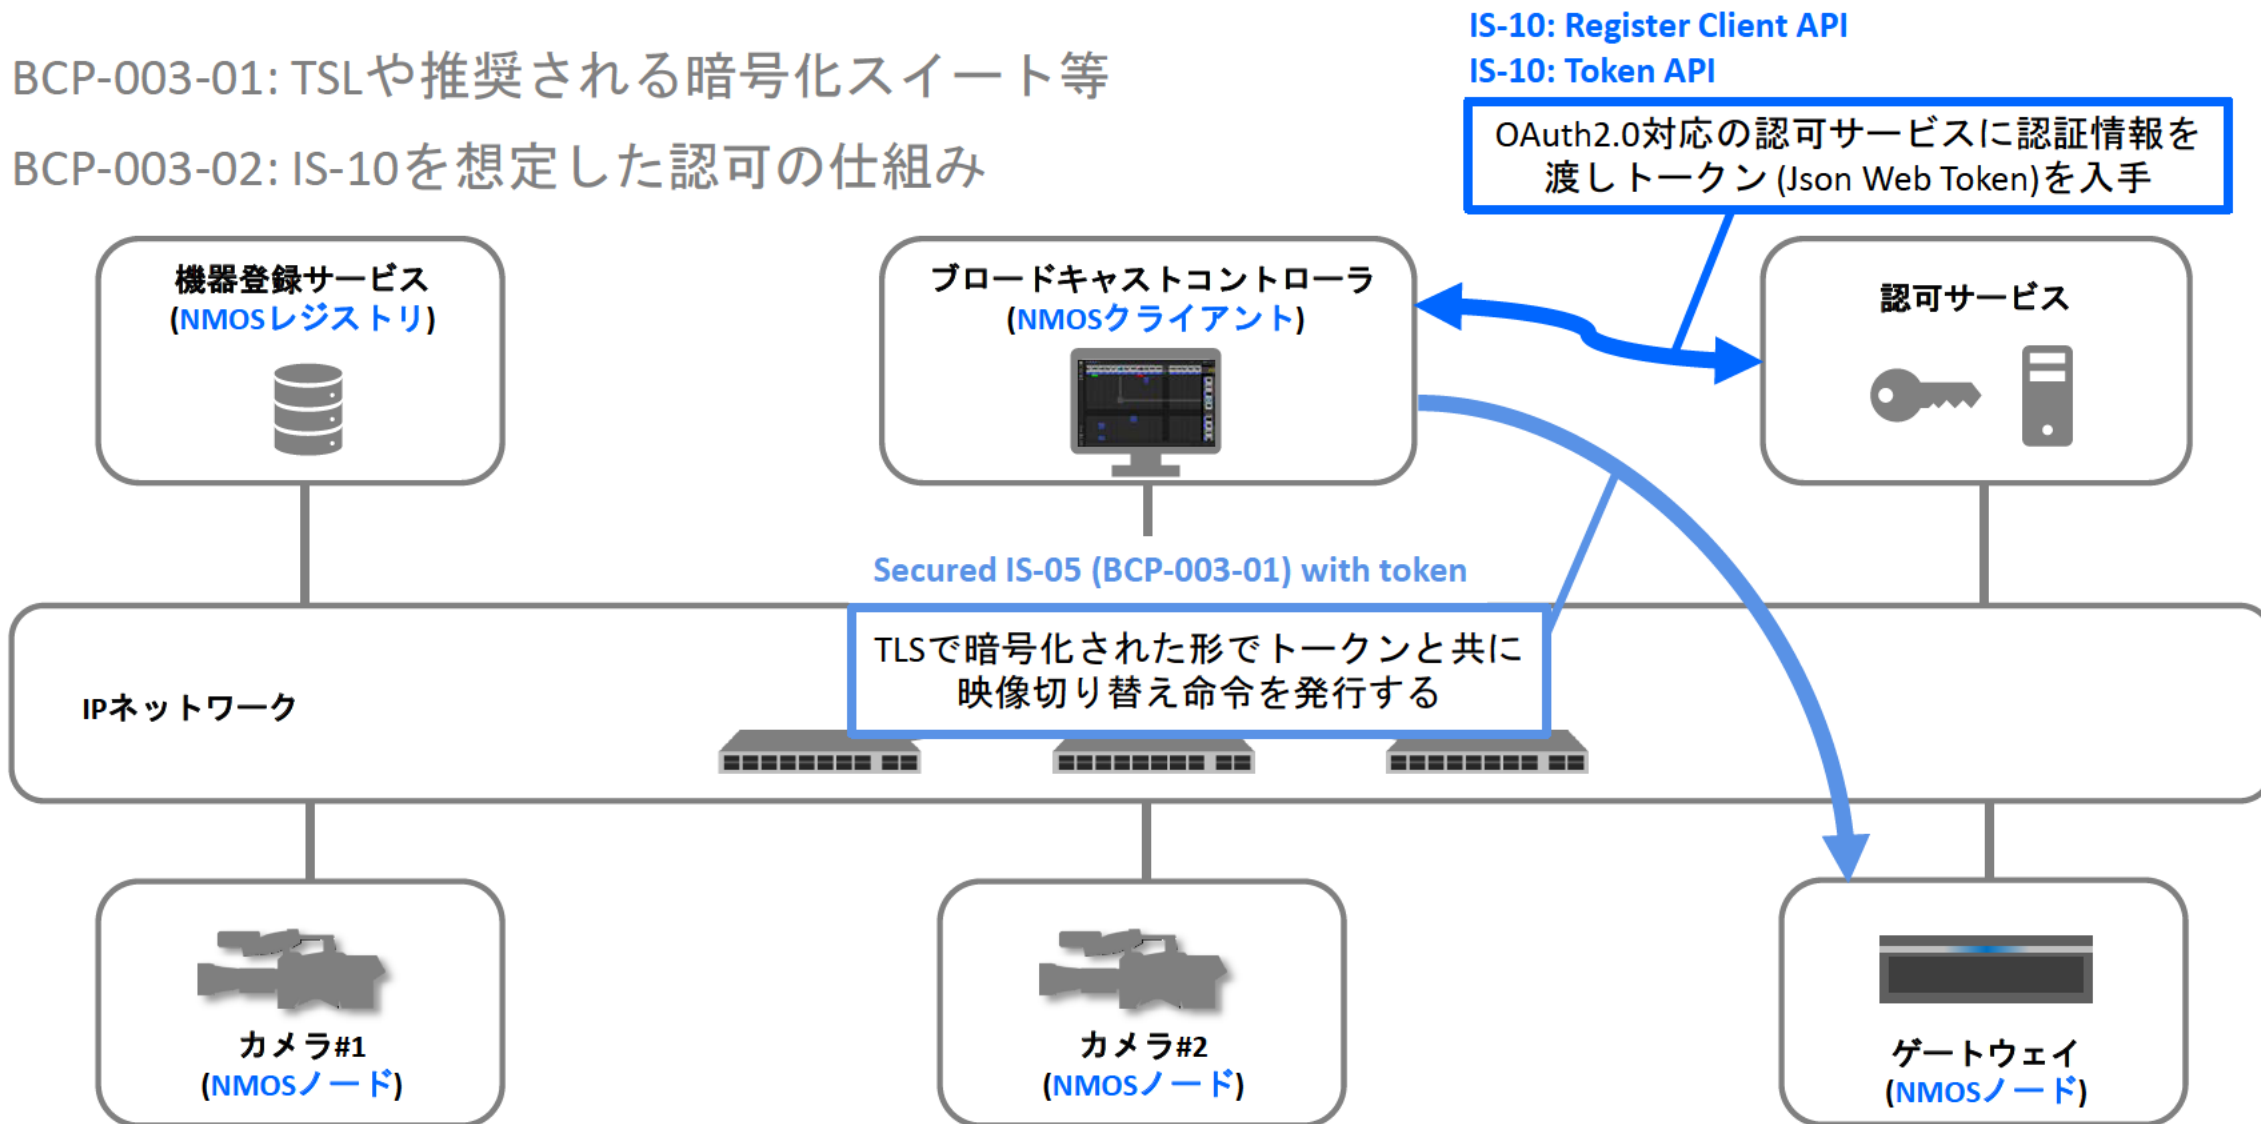 IS-10: Register Client API
IS-10: Token API
BCP-003-01: TSLや推奨される暗号化スイート等
BCP-003-02: IS-10を想定した認可の仕組み
OAuth2.0対応の認可サービスに認証情報を
渡しトークン(Json Web Token)を入手
機器登録サービス
(NMOSレジストリ)
ブロードキャストコントローラ
(NMOSクライアント)
認可サービス
Secured IS-05 (BCP-003-01) with token
TLSで暗号化された形でトークンと共に
映像切り替え命令を発行する
IPネットワーク
カメラ#1
(NMOSノード)
カメラ#2
(NMOSノード)
ゲートウェイ
(NMOSノード)